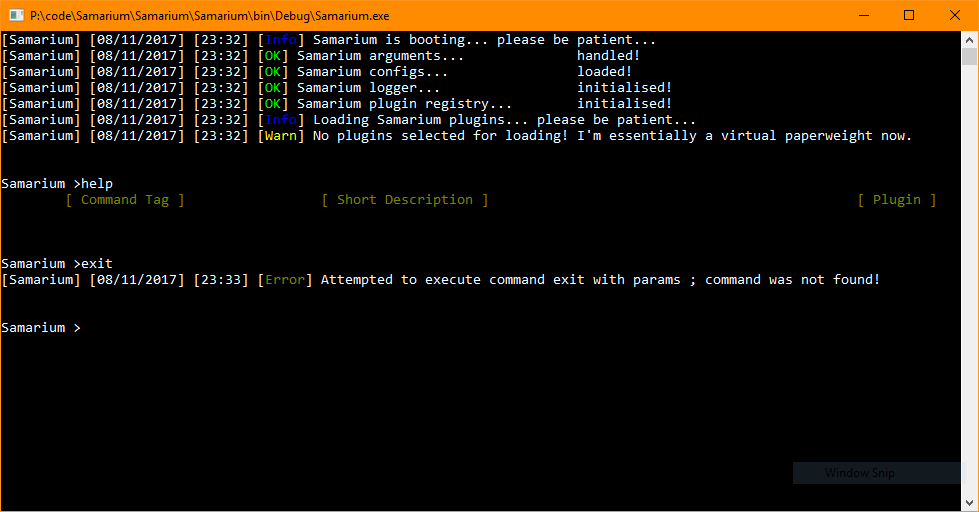 P:\code\Samarium\Samarium\Samarium\bin\Debug\Samarium.exe
[Samarium] [08/11/2017] [23:32] [Info] Samarium is booting... please be patient...
[Samarium] [08/11/2017] [23:32] [OK] Samarium arguments... handled!
[Samarium] [08/11/2017] [23:32] [OK] Samarium configs... loaded!
[Samarium] [08/11/2017] [23:32] [OK] Samarium logger... initialised!
[Samarium] [08/11/2017] [23:32] [OK] Samarium plugin registry... initialised!
[Samarium] [08/11/2017] [23:32] [Info] Loading Samarium plugins... please be patient...
[Samarium] [08/11/2017] [23:32] [Warn] No plugins selected for loading! I'm essentially a virtual paperweight now.
Samarium >help
[ Command Tag ] [ Short Description ] [ Plugin ]
Samarium >exit
[Samarium] [08/11/2017] [23:33] [Error] Attempted to execute command exit with params ; command was not found!
Samarium >
Window Snip